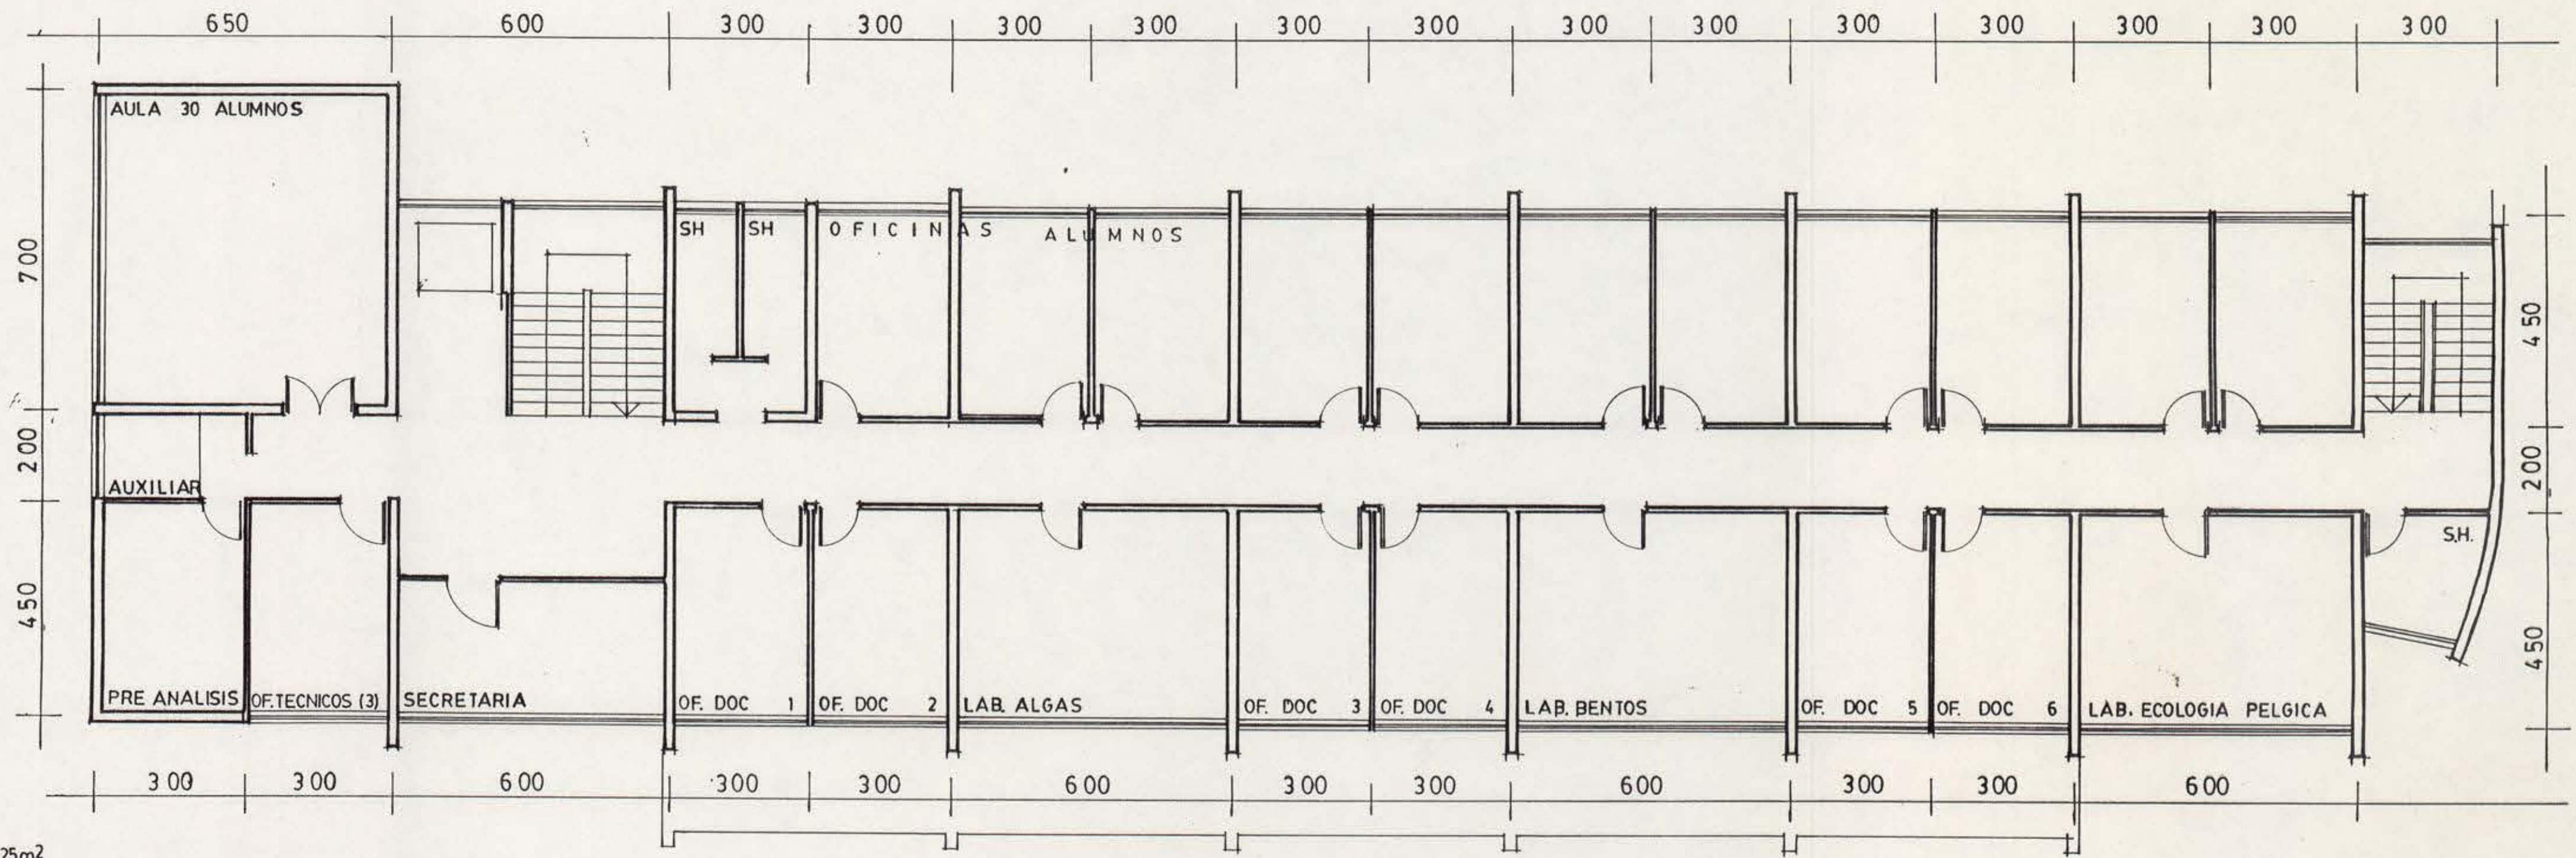 650 600 300 300 300 300 300 300 300 300 300 300 300 300 300
AULA 30 ALUMNOS
SH SH OFICINAS ALUMNOS
700
450
200
200
AUXILIAR
S.H.
450
450
PRE ANALISIS OF.TECNICOS (3) SECRETARIA OF. DOC 1 OF. DOC 2 LAB. ALGAS OF. DOC 3 OF. DOC 4 LAB. BENTOS OF. DOC 5 OF. DOC 6 LAB. ECOLOGIA PELGICA
300 300 600 300 300 600 300 300 600 300 300 600
25m2